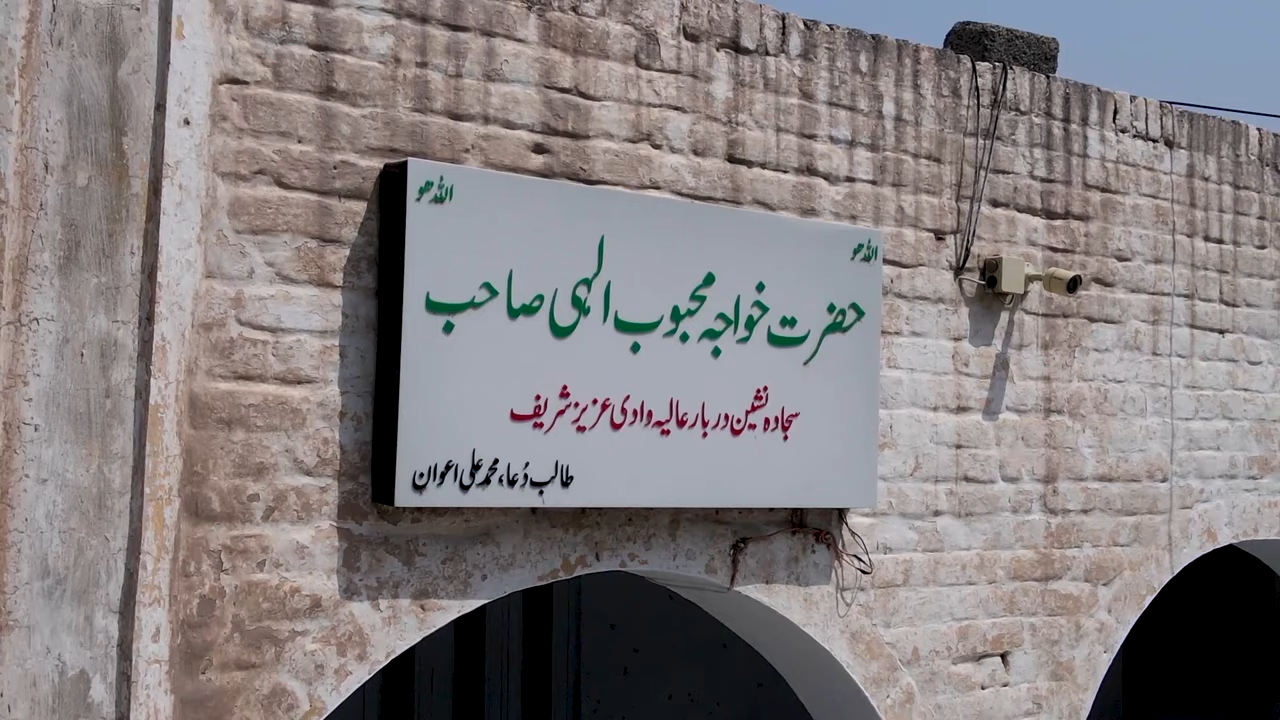 اللہ ھو
اللہ ھو
حضرت خواجہ محبوب الٰہی صاحب
سجادہ نشین دربار عالیہ وادی عزیز شریف
طالب دُعا، محمد علی اعوان